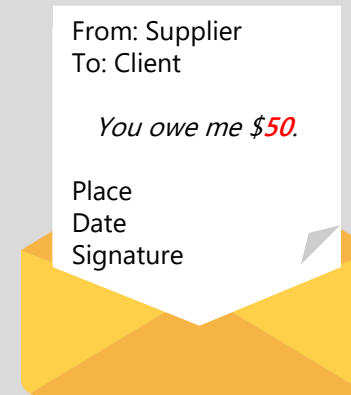 From: Supplier
To: Client
You owe me $50.
Place
Date
Signature